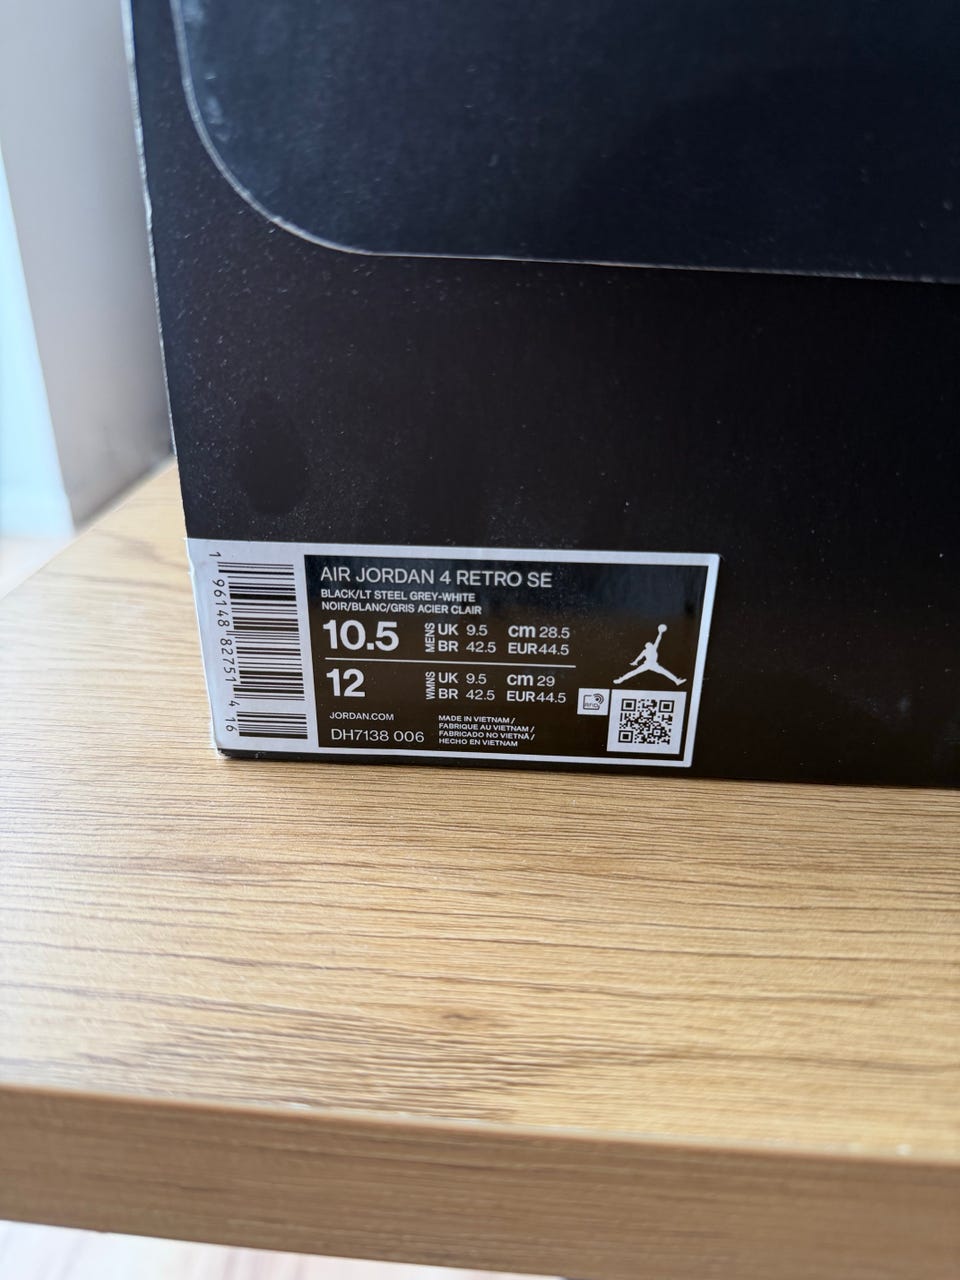 AIR JORDAN 4 RETRO SE
BLACK/LT STEEL GREY-WHITE
NOIR/BLANC/GRIS ACIER CLAIR
10.5 MENS UK 9.5 cm 28.5
BR 42.5 EUR 44.5
12 WMNS UK 9.5 cm 29
BR 42.5 EUR 44.5
RFID
JORDAN.COM
DH7138 006
MADE IN VIETNAM /
FABRIQUE AU VIETNAM /
FABRICADO NO VIETNÃ /
HECHO EN VIETNAM
1 96148 82751 4 16